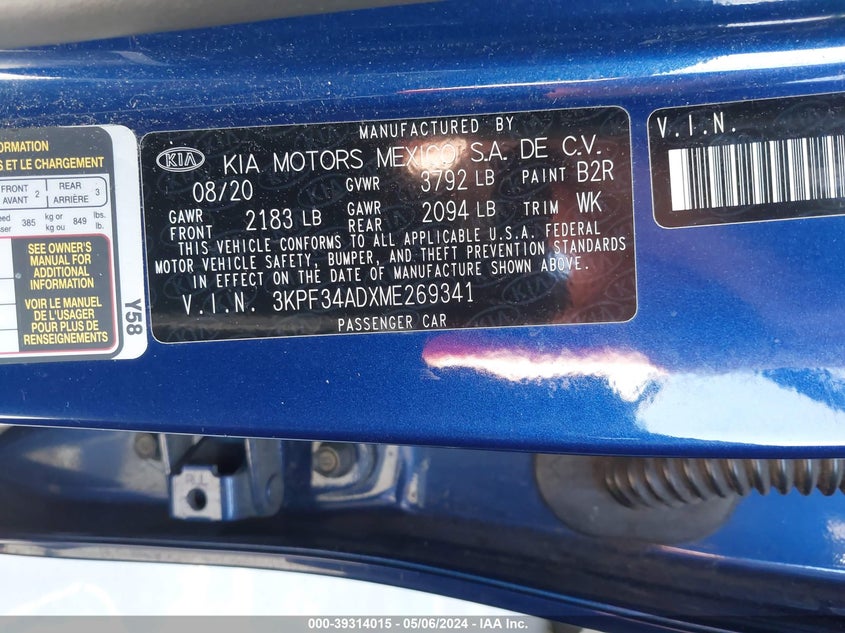 ORMATION
S ET LE CHARGEMENT
FRONT AVANT 2 REAR ARRIÈRE 3
385 kg or kg ou 849 lbs. lb.
SEE OWNER'S
MANUAL FOR
ADDITIONAL
INFORMATION
VOIR LE MANUEL
DE L'USAGER
POUR PLUS DE
RENSEIGNEMENTS
Y58
MANUFACTURED BY
KIA KIA MOTORS MEXICO S.A. DE C.V.
08/20 GVWR 3792 LB PAINT B2R
GAWR FRONT 2183 LB GAWR REAR 2094 LB TRIM WK
THIS VEHICLE CONFORMS TO ALL APPLICABLE U.S.A. FEDERAL
MOTOR VEHICLE SAFETY, BUMPER, AND THEFT PREVENTION STANDARDS
IN EFFECT ON THE DATE OF MANUFACTURE SHOWN ABOVE.
V.I.N. 3KPF34ADXME269341
PASSENGER CAR
V.I.N.
000-39314015 - 05/06/2024 - IAA Inc.